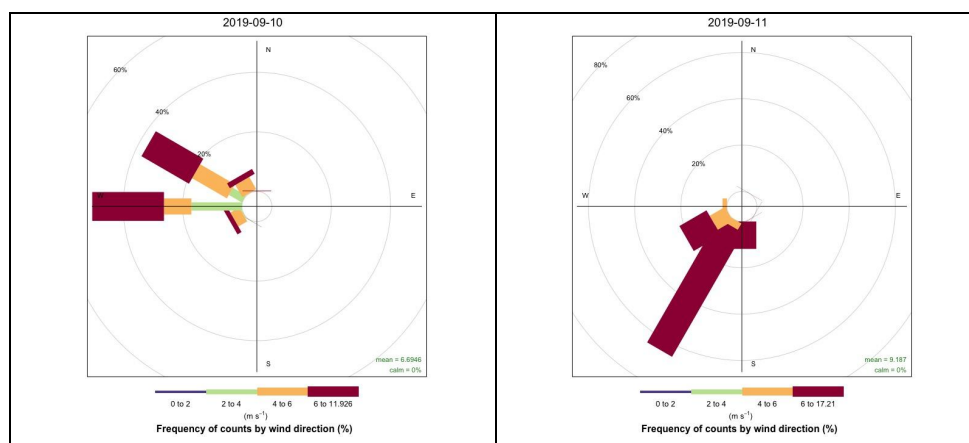 2019-09-10
N
60%
40%
20%
E
S
mean = 6.6946
calm = 0%
0 to 2 2 to 4 4 to 6 6 to 11.926
(m s⁻¹)
Frequency of counts by wind direction (%)
2019-09-11
N
80%
60%
40%
20%
W E
S
mean = 9.187
calm = 0%
0 to 2 2 to 4 4 to 6 6 to 17.21
(m s⁻¹)
Frequency of counts by wind direction (%)